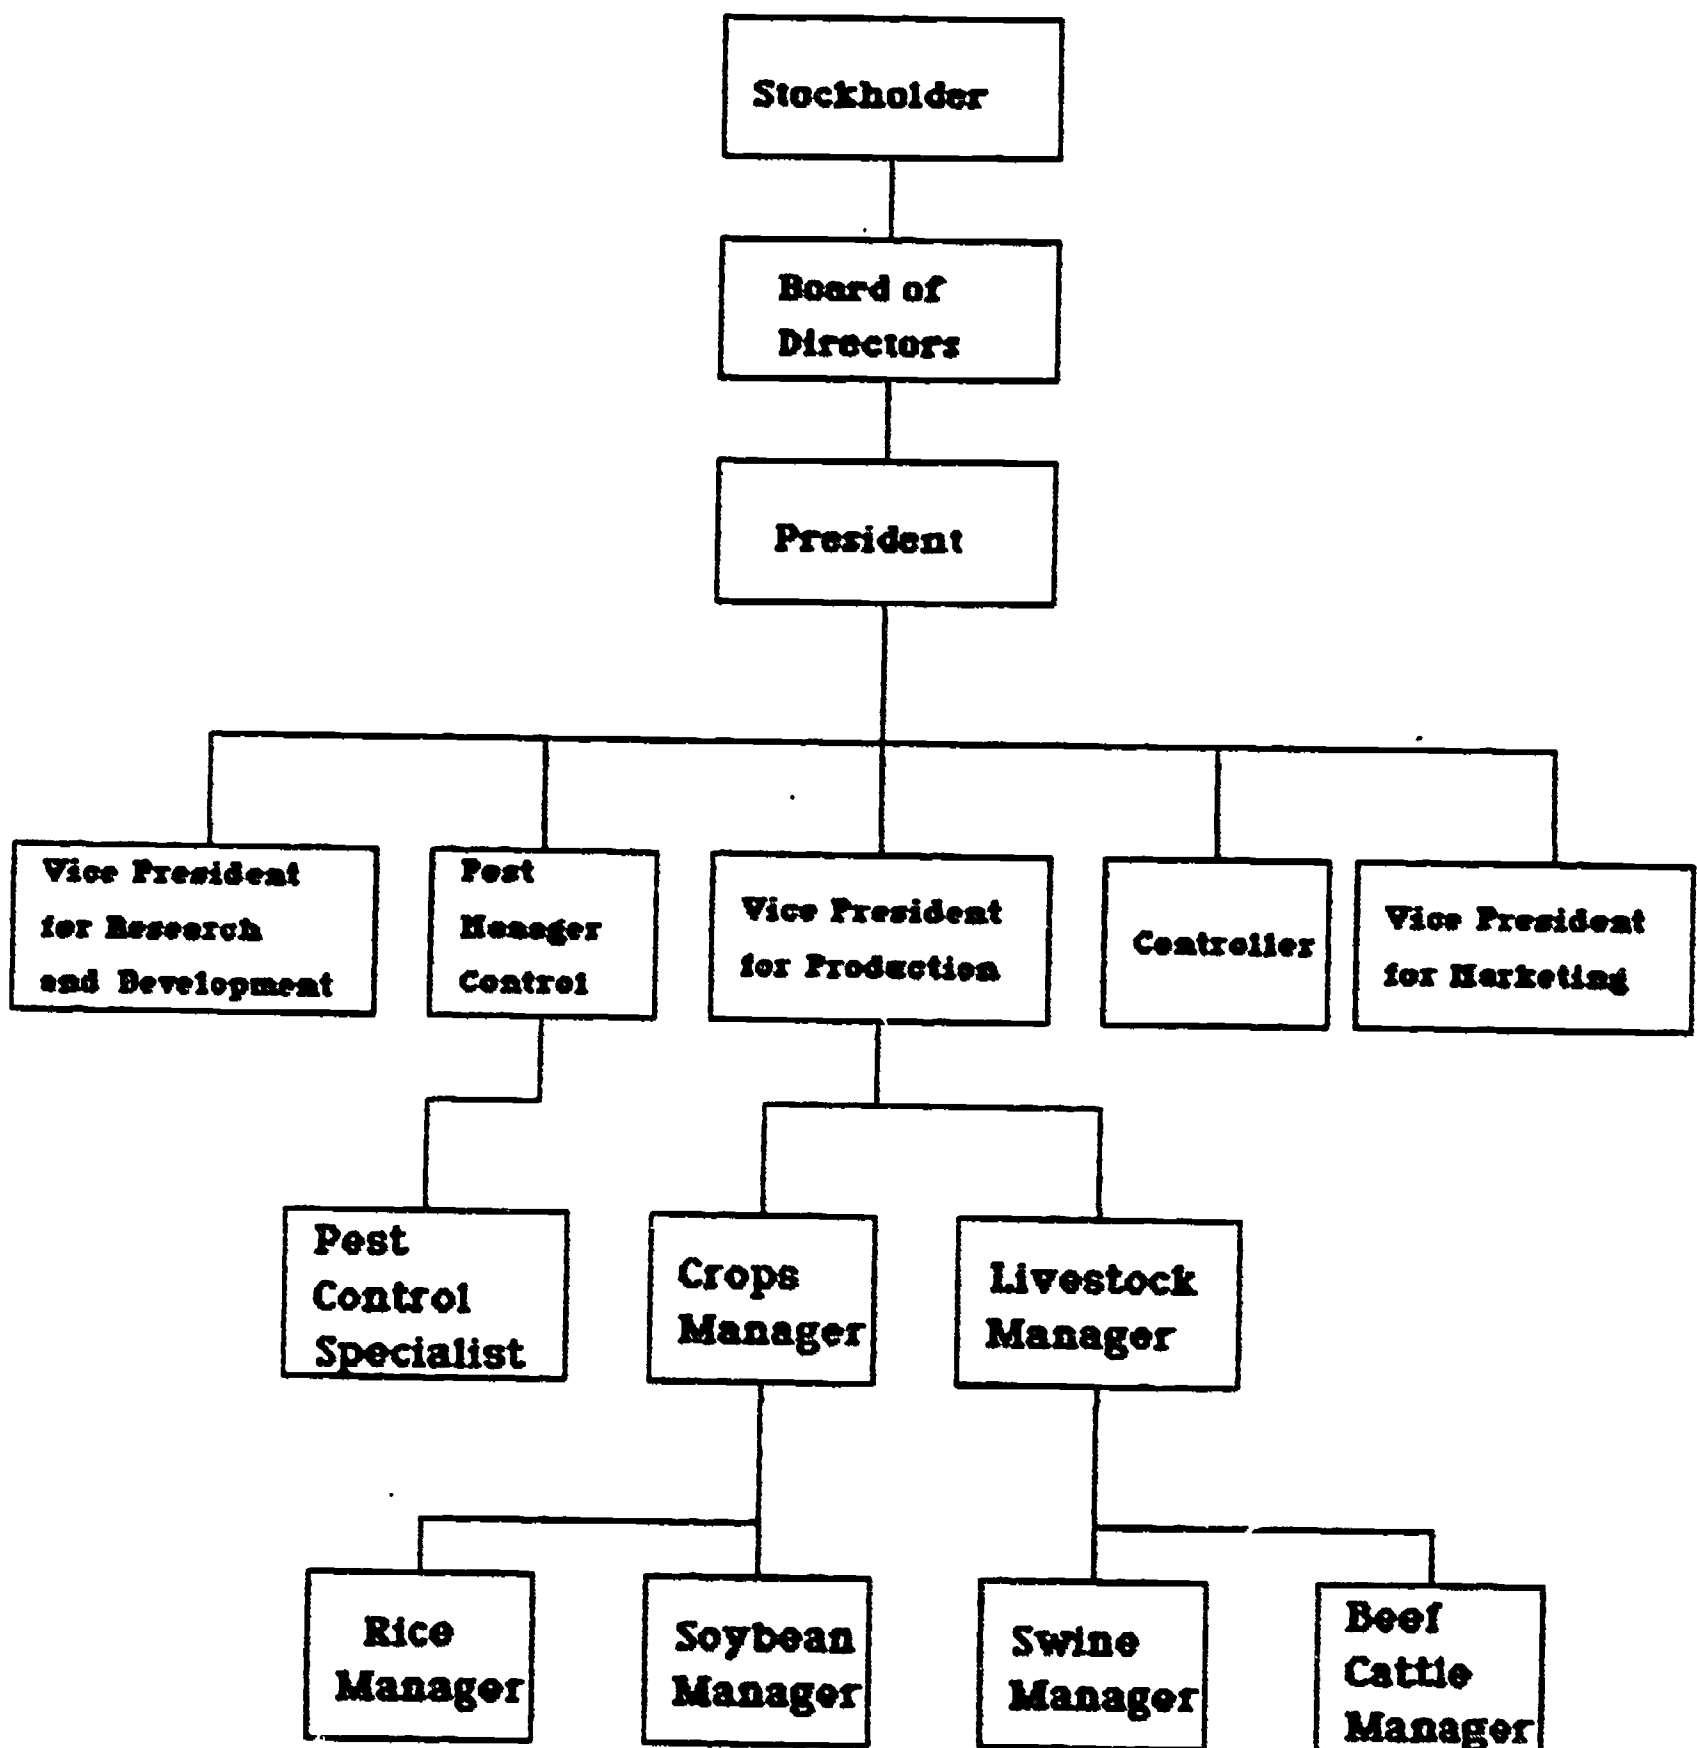 Stockholder
Board of
Directors
President
Vice President
for Research
and Development
Pest
Manager
Control
Vice President
for Production
Controller
Vice President
for Marketing
Pest
Control
Specialist
Crops
Manager
Livestock
Manager
Rice
Manager
Soybean
Manager
Swine
Manager
Beef
Cattle
Manager